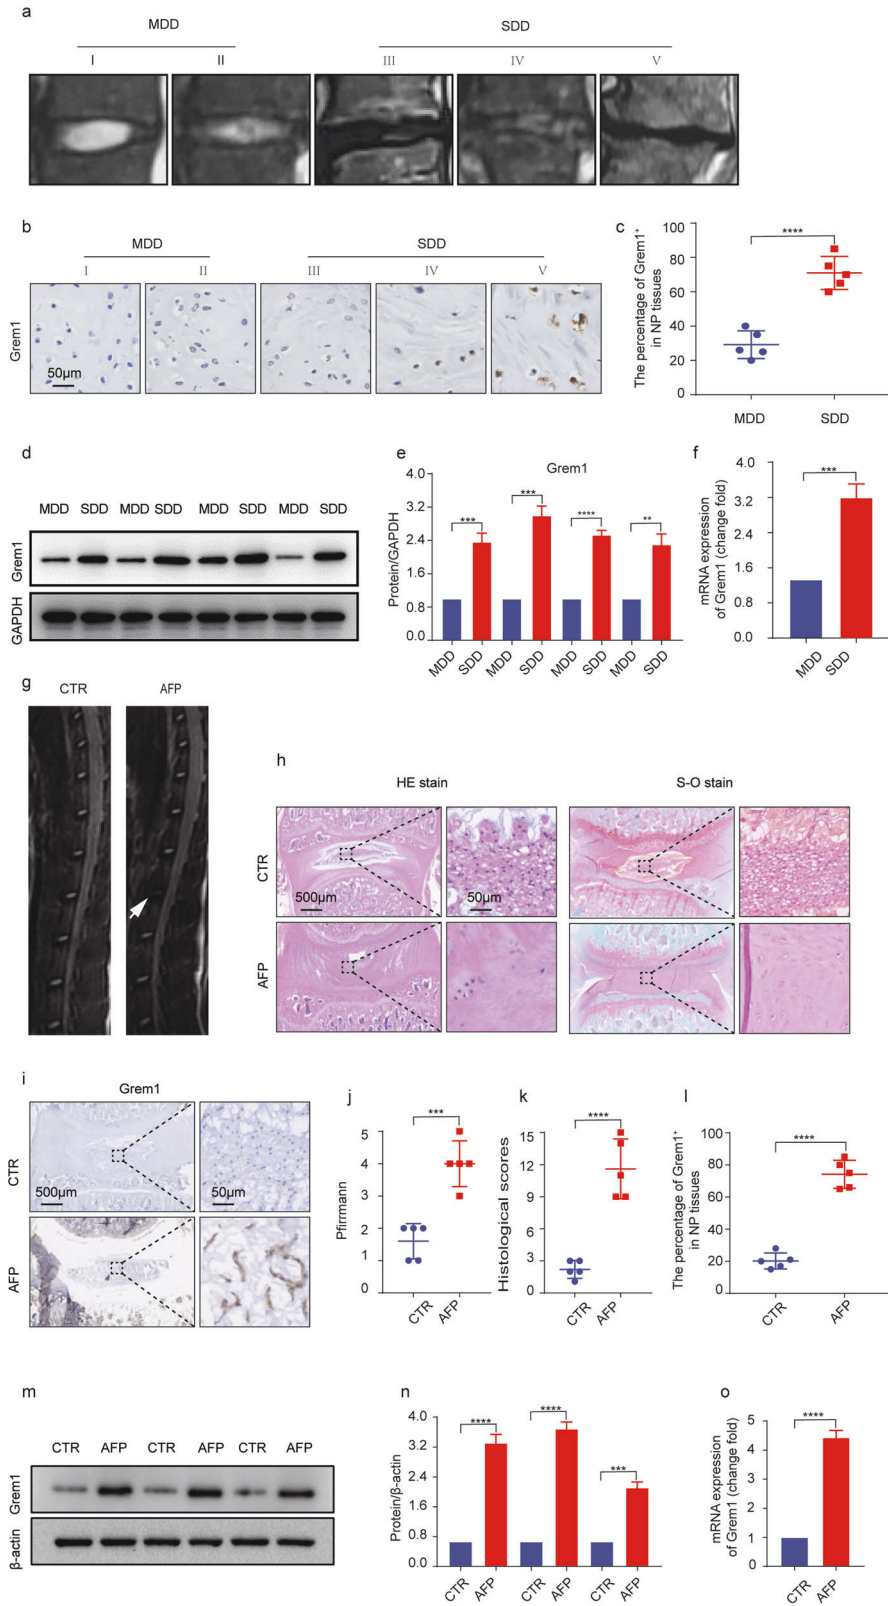 a
MDD
SDD
I
II
III
IV
V
b
MDD
SDD
I
II
III
IV
V
Grem1
50μm
c
The percentage of Grem1+
in NP tissues
100
80
60
40
20
0
****
MDD
SDD
d
MDD SDD MDD SDD MDD SDD MDD SDD
Grem1
GAPDH
e
Grem1
Protein/GAPDH
4.0
3.2
2.4
1.6
0.8
0.0
***
***
****
**
MDD SDD MDD SDD MDD SDD MDD SDD
f
mRNA expression
of Grem1 (change fold)
4.0
3.2
2.4
1.6
0.8
0.0
***
MDD SDD
g
CTR
AFP
h
HE stain
S-O stain
CTR
500μm
50μm
AFP
i
Grem1
CTR
500μm
50μm
AFP
j
Pfirrmann
5
4
3
2
1
0
***
CTR AFP
k
Histological scores
15
12
9
6
3
0
****
CTR AFP
l
The percentage of Grem1+
in NP tissues
100
80
60
40
20
0
****
CTR AFP
m
CTR AFP CTR AFP CTR AFP
Grem1
β-actin
n
Protein/β-actin
4.0
3.2
2.4
1.6
0.8
0.0
****
****
***
CTR AFP CTR AFP CTR AFP
o
mRNA expression
of Grem1 (change fold)
5
4
3
2
1
0
****
CTR AFP